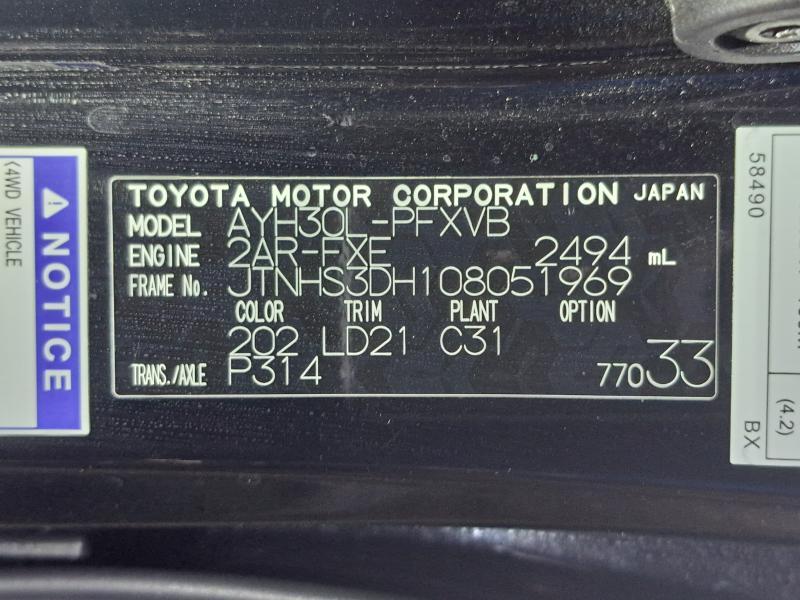 TOYOTA MOTOR CORPORATION JAPAN
MODEL AYH30L-PFXVB
ENGINE 2AR-FXE 2494 mL
FRAME No. JTNHS3DH108051969
COLOR TRIM PLANT OPTION
202 LD21 C31
TRANS./AXLE P314 77033
NOTICE
(4WD VEHICLE
58490
(4.2)
BX